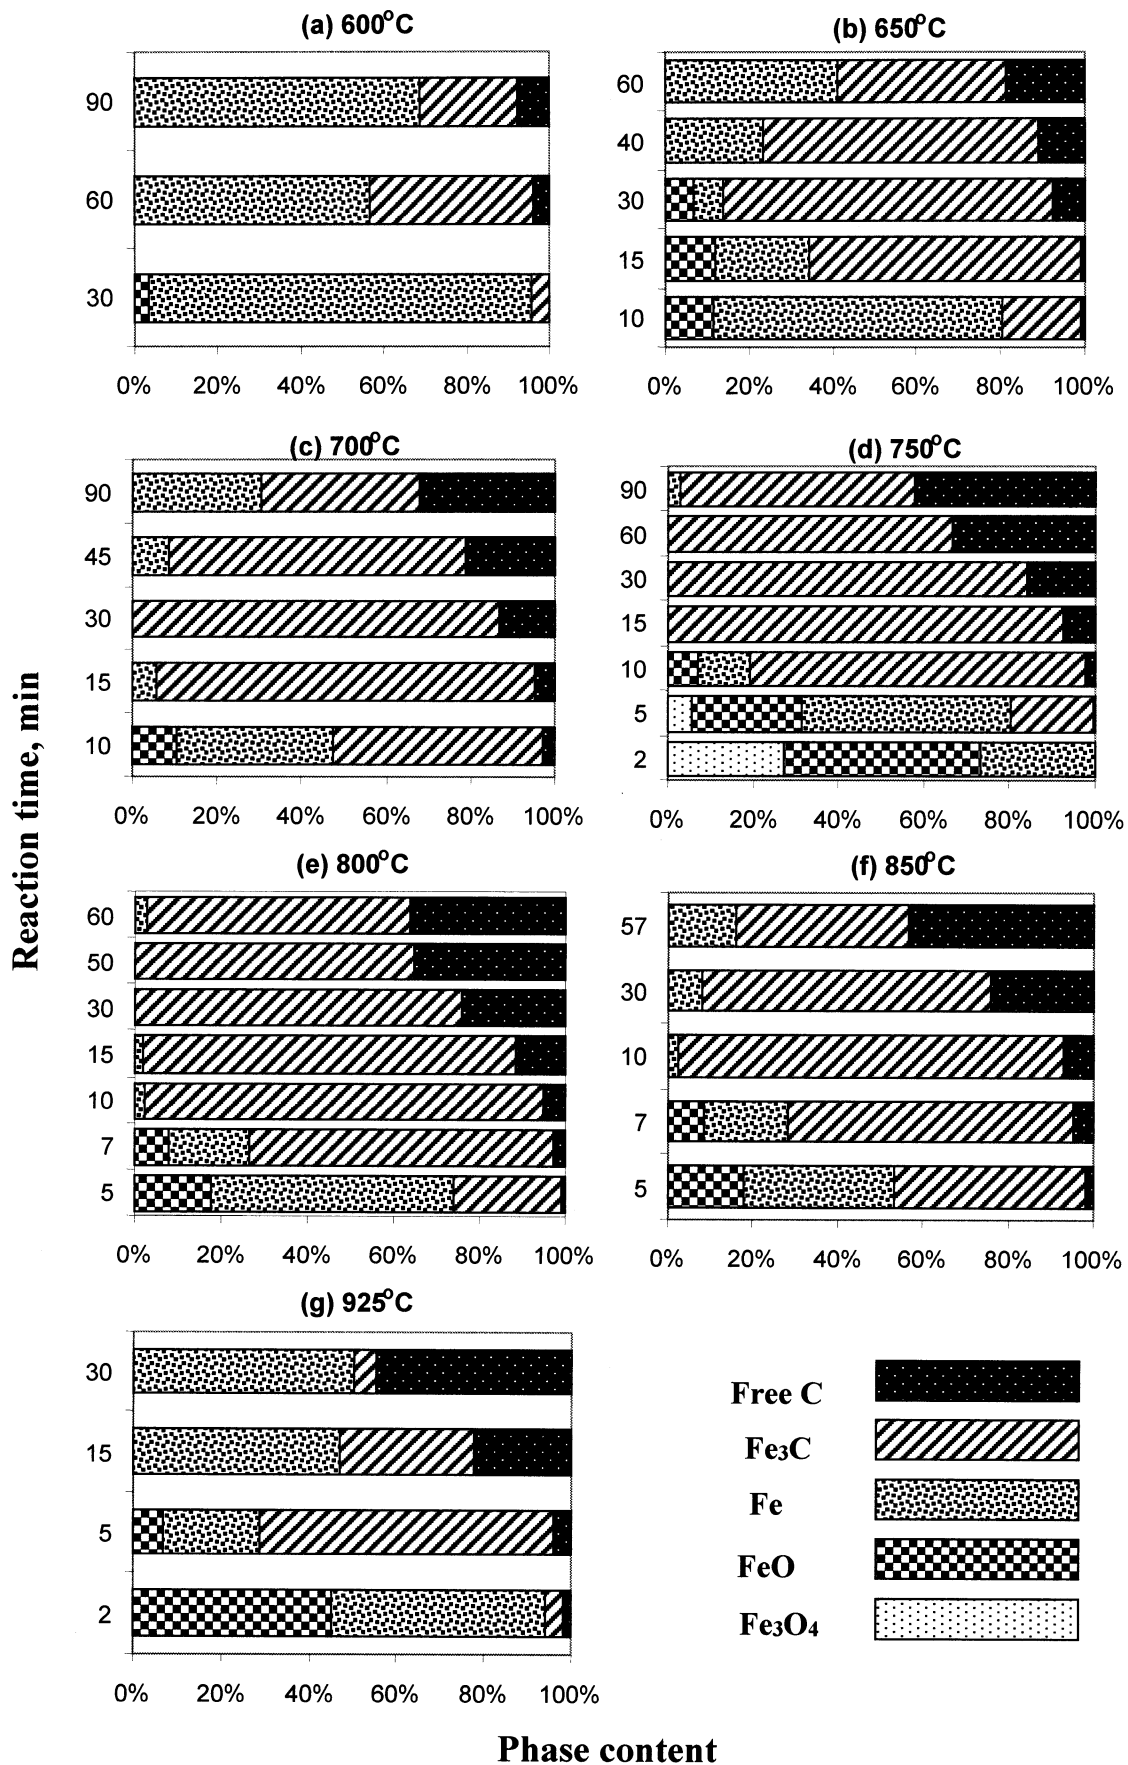 (a) 600°C
90
60
30
0% 20% 40% 60% 80% 100%
(b) 650°C
60
40
30
15
10
0% 20% 40% 60% 80% 100%
(c) 700°C
90
45
30
15
10
0% 20% 40% 60% 80% 100%
(d) 750°C
90
60
30
15
10
5
2
0% 20% 40% 60% 80% 100%
(e) 800°C
60
50
30
15
10
7
5
0% 20% 40% 60% 80% 100%
(f) 850°C
57
30
10
7
5
0% 20% 40% 60% 80% 100%
(g) 925°C
30
15
5
2
0% 20% 40% 60% 80% 100%
Free C
Fe₃C
Fe
FeO
Fe₃O₄
Reaction time, min
Phase content